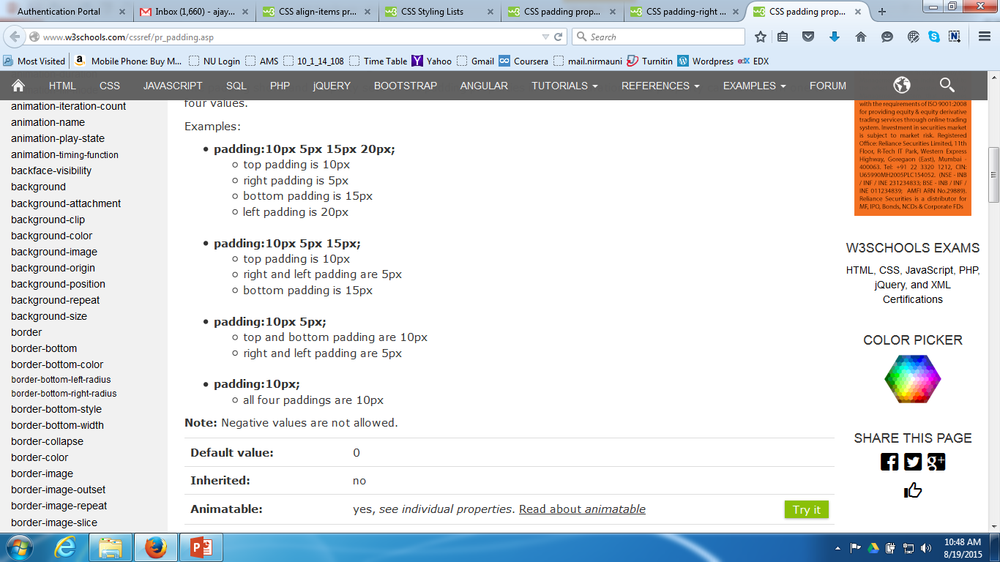 Authentication Portal
Inbox (1,660) - ajay...
CSS align-items pr...
CSS Styling Lists
CSS padding prop...
CSS padding-right ...
CSS padding prop...
www.w3schools.com/cssref/pr_padding.asp
Search
Most Visited
Mobile Phone: Buy M...
NU Login
AMS
10_1_14_108
Time Table
Yahoo
Gmail
Coursera
mail.nirmauni
Turnitin
Wordpress
EDX
HTML
CSS
JAVASCRIPT
SQL
PHP
jQUERY
BOOTSTRAP
ANGULAR
TUTORIALS
REFERENCES
EXAMPLES
FORUM
animation-iteration-count
animation-name
animation-play-state
animation-timing-function
backface-visibility
background
background-attachment
background-clip
background-color
background-image
background-origin
background-position
background-repeat
background-size
border
border-bottom
border-bottom-color
border-bottom-left-radius
border-bottom-right-radius
border-bottom-style
border-bottom-width
border-collapse
border-color
border-image
border-image-outset
border-image-repeat
border-image-slice
four values.
Examples:
padding:10px 5px 15px 20px;
top padding is 10px
right padding is 5px
bottom padding is 15px
left padding is 20px
padding:10px 5px 15px;
top padding is 10px
right and left padding are 5px
bottom padding is 15px
padding:10px 5px;
top and bottom padding are 10px
right and left padding are 5px
padding:10px;
all four paddings are 10px
Note: Negative values are not allowed.
Default value: 0
Inherited: no
Animatable: yes, see individual properties. Read about animatable
Try it
with the requirements of ISO 9001:2008
for providing equity & equity derivative
trading services through online trading
system. Investment in securities market
is subject to market risk. Registered
Office: Reliance Securities Limited, 11th
Floor, R-Tech IT Park, Western Express
Highway, Goregaon (East), Mumbai -
400063. Tel: +91 22 3320 1212, CIN:
U65990MH2005PLC154052. (NSE - INB
/ INF / INE 231234833; BSE - INB / INF /
INE 011234839; AMFI ARN No.29889).
Reliance Securities is a distributor for
MF, IPO, Bonds, NCDs & Corporate FDs
W3SCHOOLS EXAMS
HTML, CSS, JavaScript, PHP,
jQuery, and XML
Certifications
COLOR PICKER
SHARE THIS PAGE
10:48 AM
8/19/2015